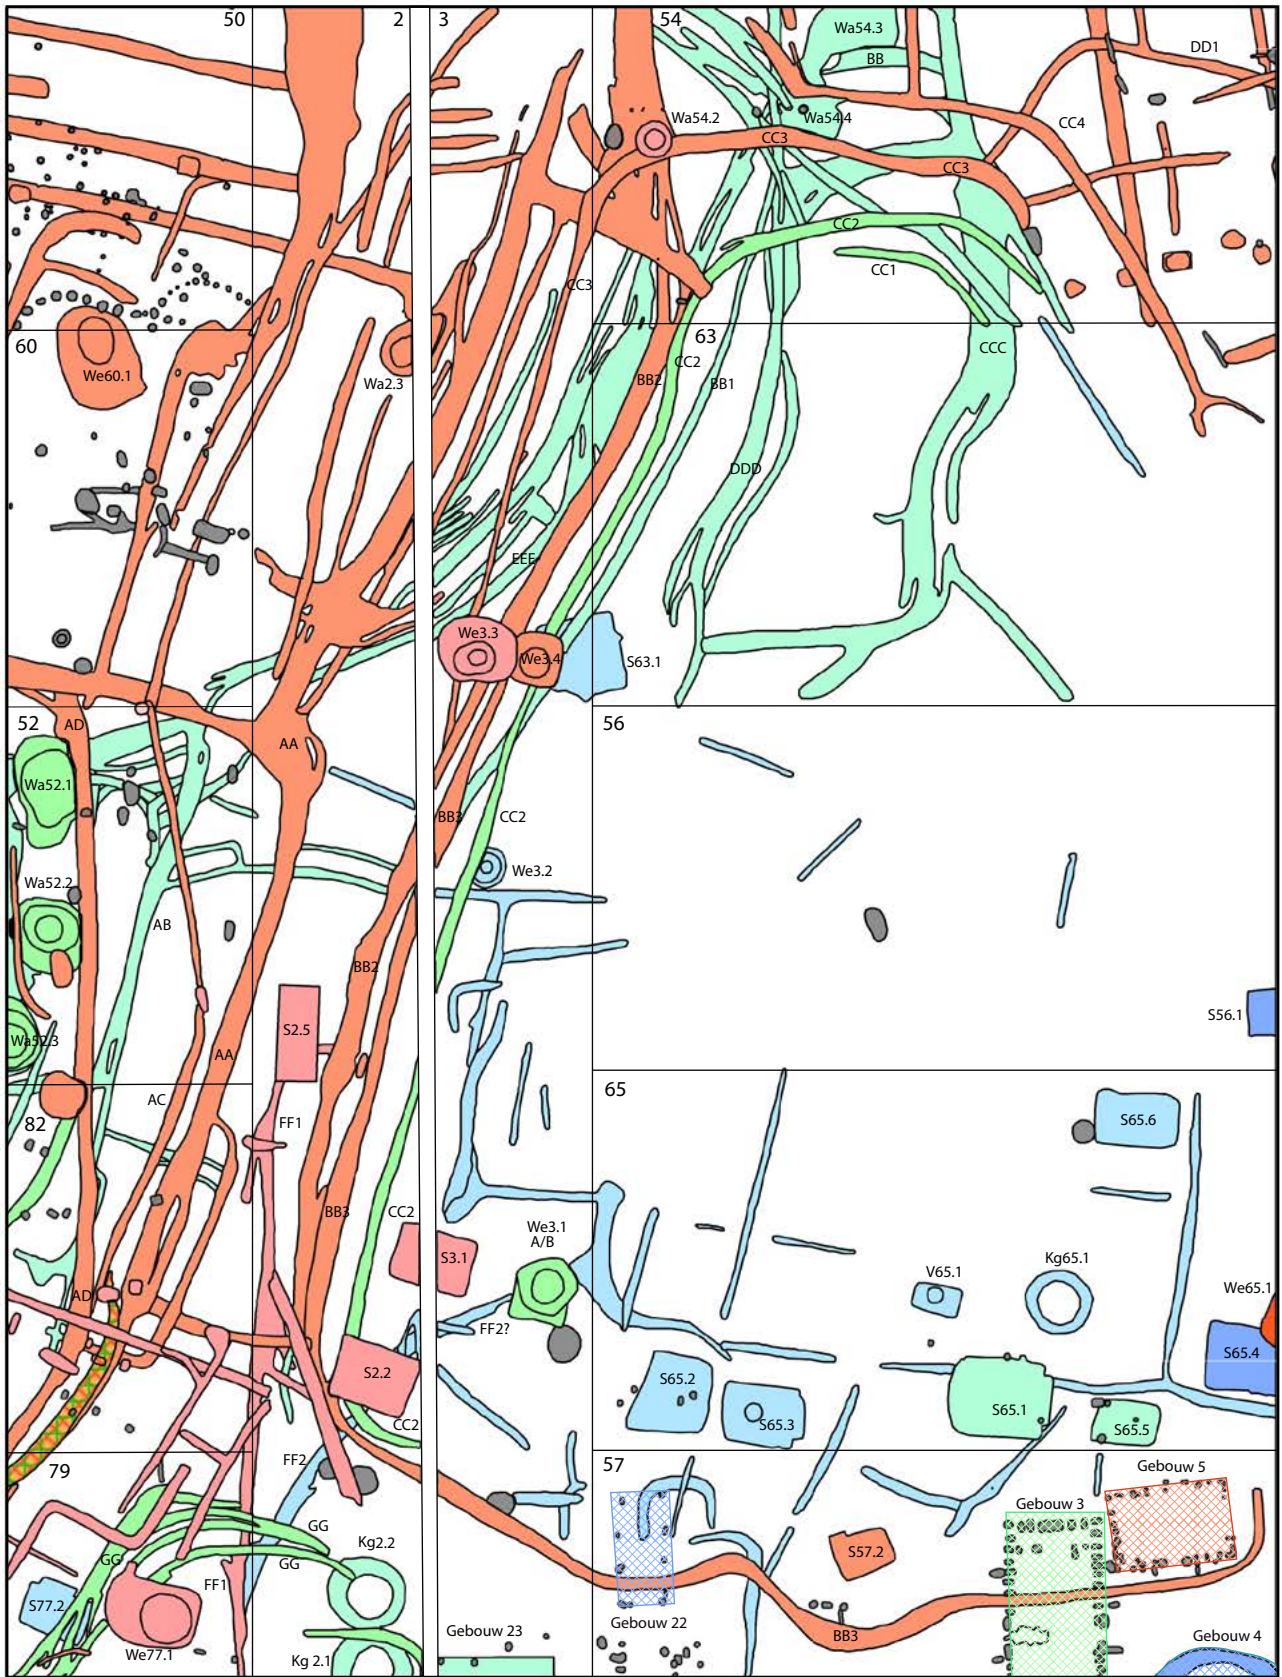 50
2
3
54
Wa54.3
BB
DD1
Wa54.2
Wa54.4
CC3
CC4
CC3
CC2
CC1
CC3
60
We60.1
Wa2.3
63
CC2
BB2
BB1
CCC
DDD
EEE
We3.3
We3.4
S63.1
52
AD
AA
56
Wa52.1
BB3
CC2
We3.2
Wa52.2
AB
BB2
S2.5
S56.1
Wa52.3
AA
65
AC
82
FF1
S65.6
BB3
CC2
We3.1
A/B
S3.1
V65.1
Kg65.1
We65.1
AD
FF2?
S65.4
S2.2
S65.2
S65.1
S65.3
S65.5
CC2
79
FF2
57
Gebouw 5
Gebouw 3
GG
GG
GG
Kg2.2
S57.2
FF1
S77.2
Gebouw 22
Gebouw 23
BB3
Gebouw 4
We77.1
Kg 2.1